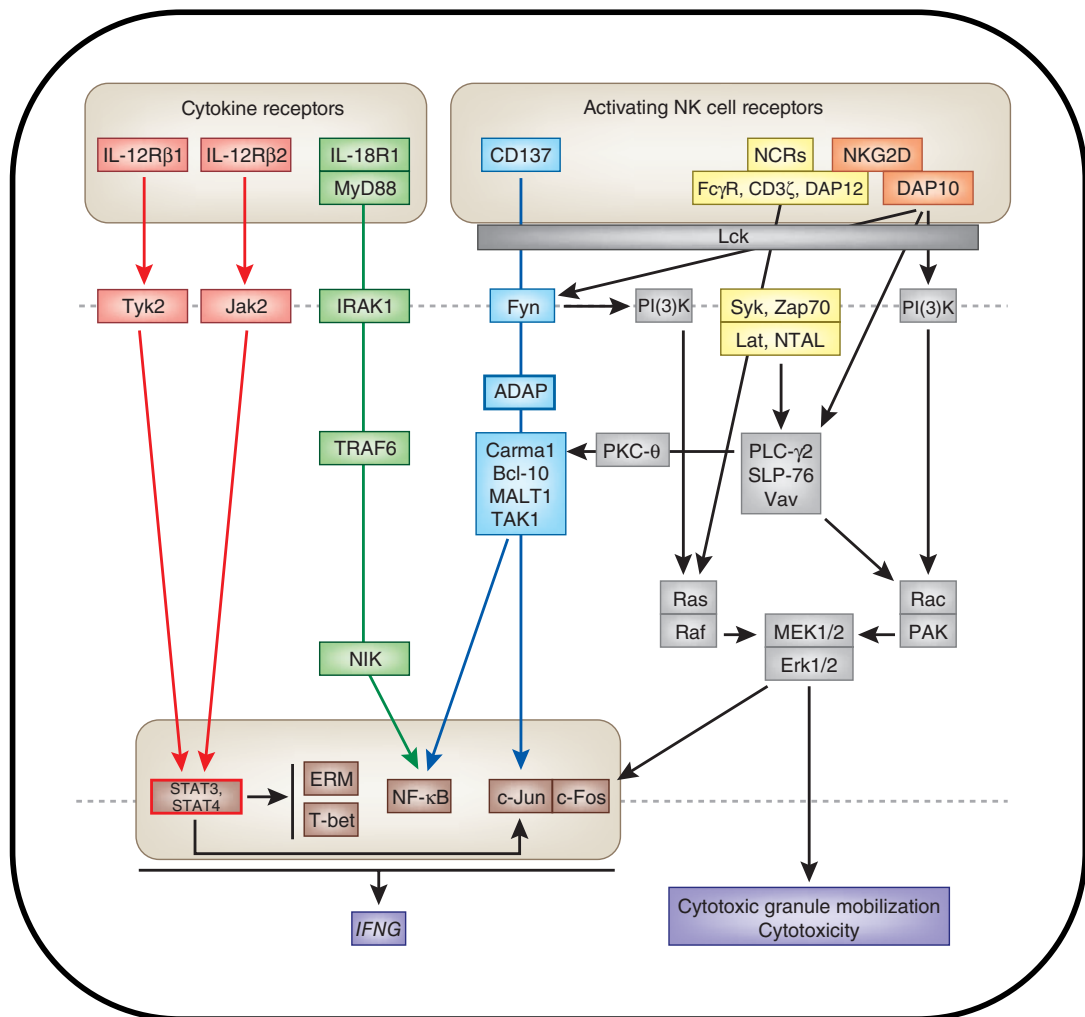 Cytokine receptors
Activating NK cell receptors
IL-12Rβ1
IL-12Rβ2
IL-18R1
MyD88
CD137
NCRs
NKG2D
FcγR, CD3ζ, DAP12
DAP10
Lck
Tyk2
Jak2
IRAK1
Fyn
PI(3)K
Syk, Zap70
Lat, NTAL
PI(3)K
ADAP
TRAF6
Carma1
Bcl-10
MALT1
TAK1
PKC-θ
PLC-γ2
SLP-76
Vav
Ras
Raf
MEK1/2
Erk1/2
Rac
PAK
NIK
STAT3,
STAT4
ERM
T-bet
NF-κB
c-Jun
c-Fos
IFNG
Cytotoxic granule mobilization
Cytotoxicity